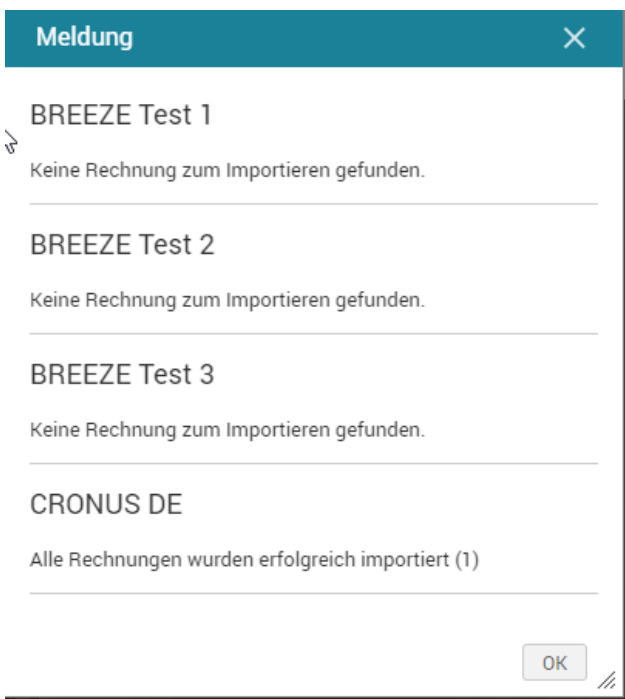 Meldung
BREEZE Test 1
Keine Rechnung zum Importieren gefunden.
BREEZE Test 2
Keine Rechnung zum Importieren gefunden.
BREEZE Test 3
Keine Rechnung zum Importieren gefunden.
CRONUS DE
Alle Rechnungen wurden erfolgreich importiert (1)
OK